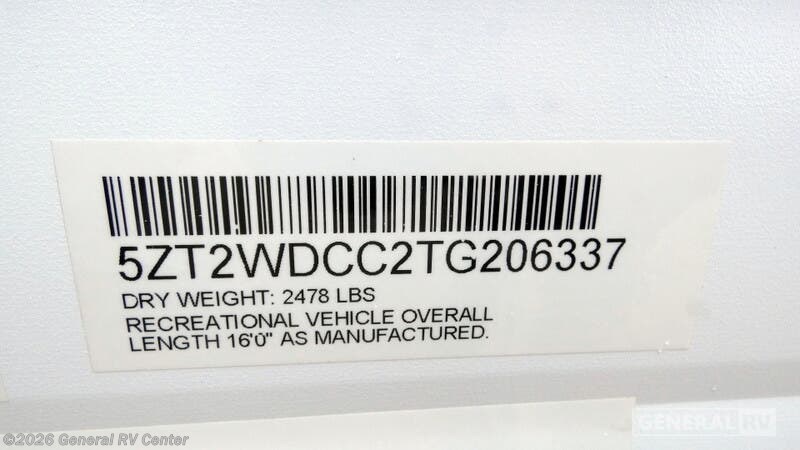 5ZT2WDCC2TG206337
DRY WEIGHT: 2478 LBS
RECREATIONAL VEHICLE OVERALL
LENGTH 16'0" AS MANUFACTURED.
©2026 General RV Center
GENERAL RV